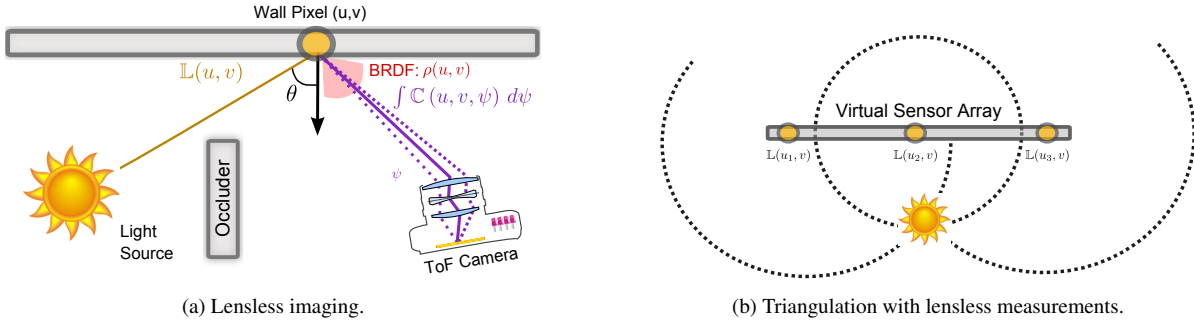 Wall Pixel (u,v)
𝕃(u, v)
BRDF: ρ(u, v)
θ
∫ ℂ (u, v, ψ) dψ
Occluder
ψ
Light
Source
ToF Camera
(a) Lensless imaging.
Virtual Sensor Array
𝕃(u₁, v)
𝕃(u₂, v)
𝕃(u₃, v)
(b) Triangulation with lensless measurements.